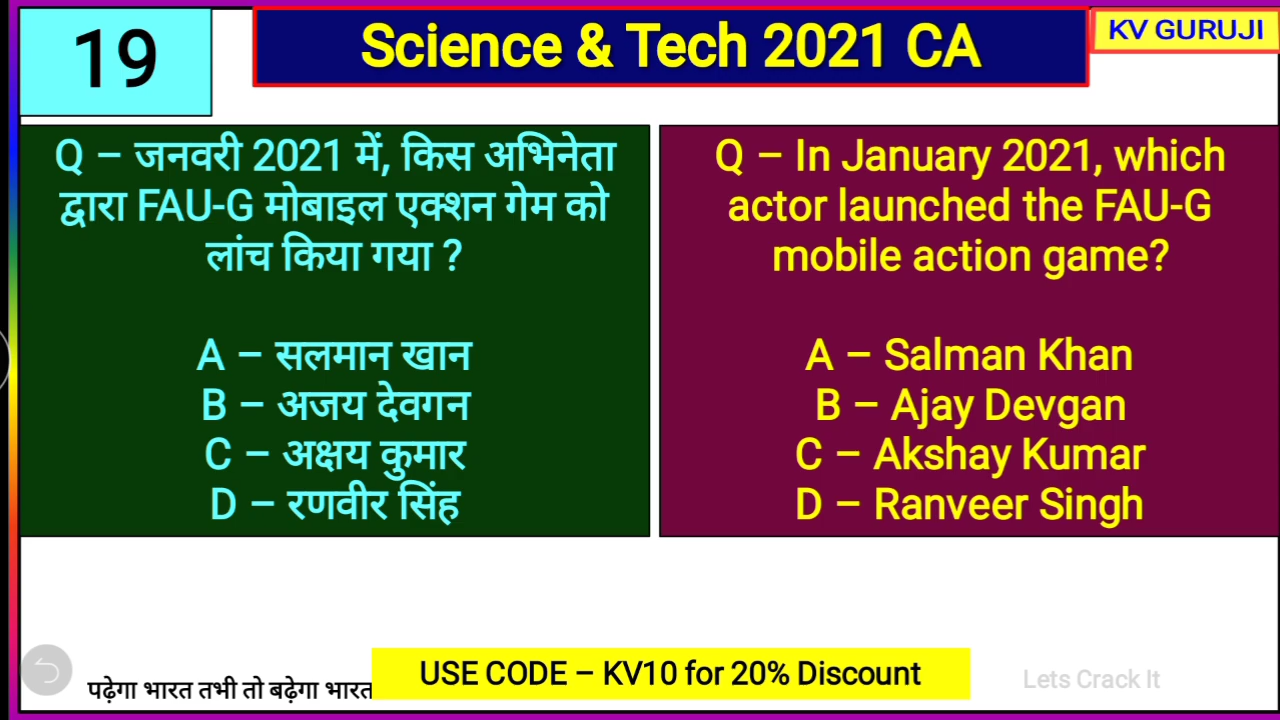 19
Science & Tech 2021 CA
KV GURUJI
Q – जनवरी 2021 में, किस अभिनेता
द्वारा FAU-G मोबाइल एक्शन गेम को
लांच किया गया ?
A – सलमान खान
B – अजय देवगन
C – अक्षय कुमार
D – रणवीर सिंह
Q – In January 2021, which
actor launched the FAU-G
mobile action game?
A – Salman Khan
B – Ajay Devgan
C – Akshay Kumar
D – Ranveer Singh
पढ़ेगा भारत तभी तो बढ़ेगा भारत
USE CODE – KV10 for 20% Discount
Lets Crack It